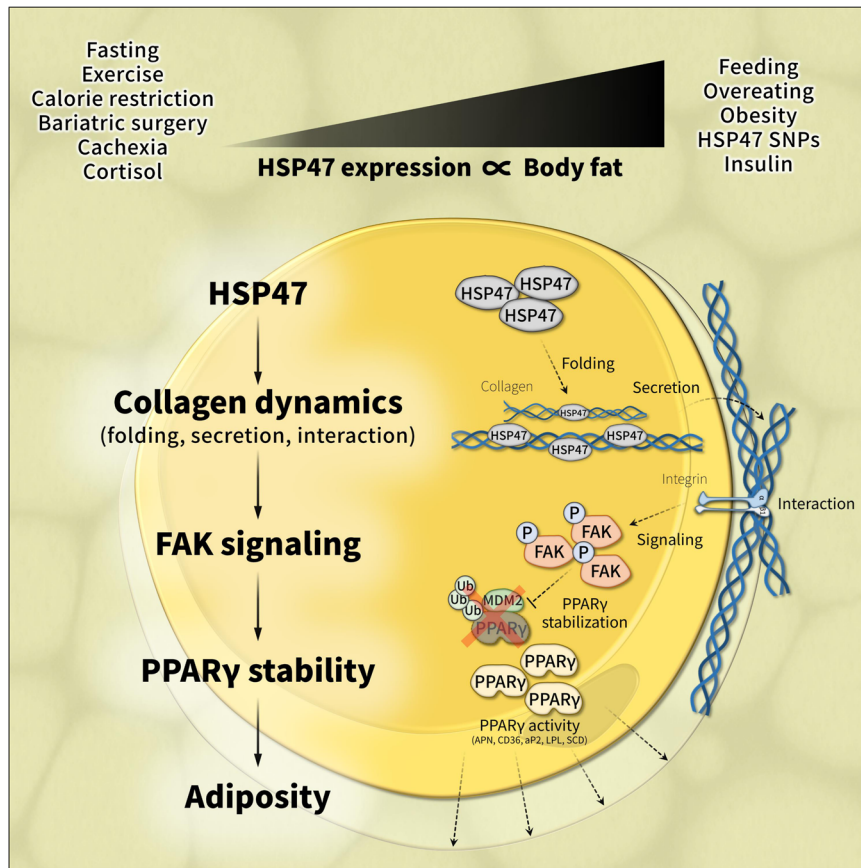 Fasting
Exercise
Calorie restriction
Bariatric surgery
Cachexia
Cortisol
HSP47 expression ∝ Body fat
Feeding
Overeating
Obesity
HSP47 SNPs
Insulin
HSP47
Collagen dynamics
(folding, secretion, interaction)
FAK signaling
PPARγ stability
Adiposity
HSP47
HSP47
HSP47
Folding
Collagen
Secretion
HSP47
HSP47
HSP47
HSP47
Integrin
α
β1
Interaction
Signaling
P
P
FAK
FAK
P
FAK
Ub
Ub
Ub
MDM2
PPARγ
PPARγ
stabilization
PPARγ
PPARγ
PPARγ
PPARγ activity
(APN, CD36, aP2, LPL, SCD)